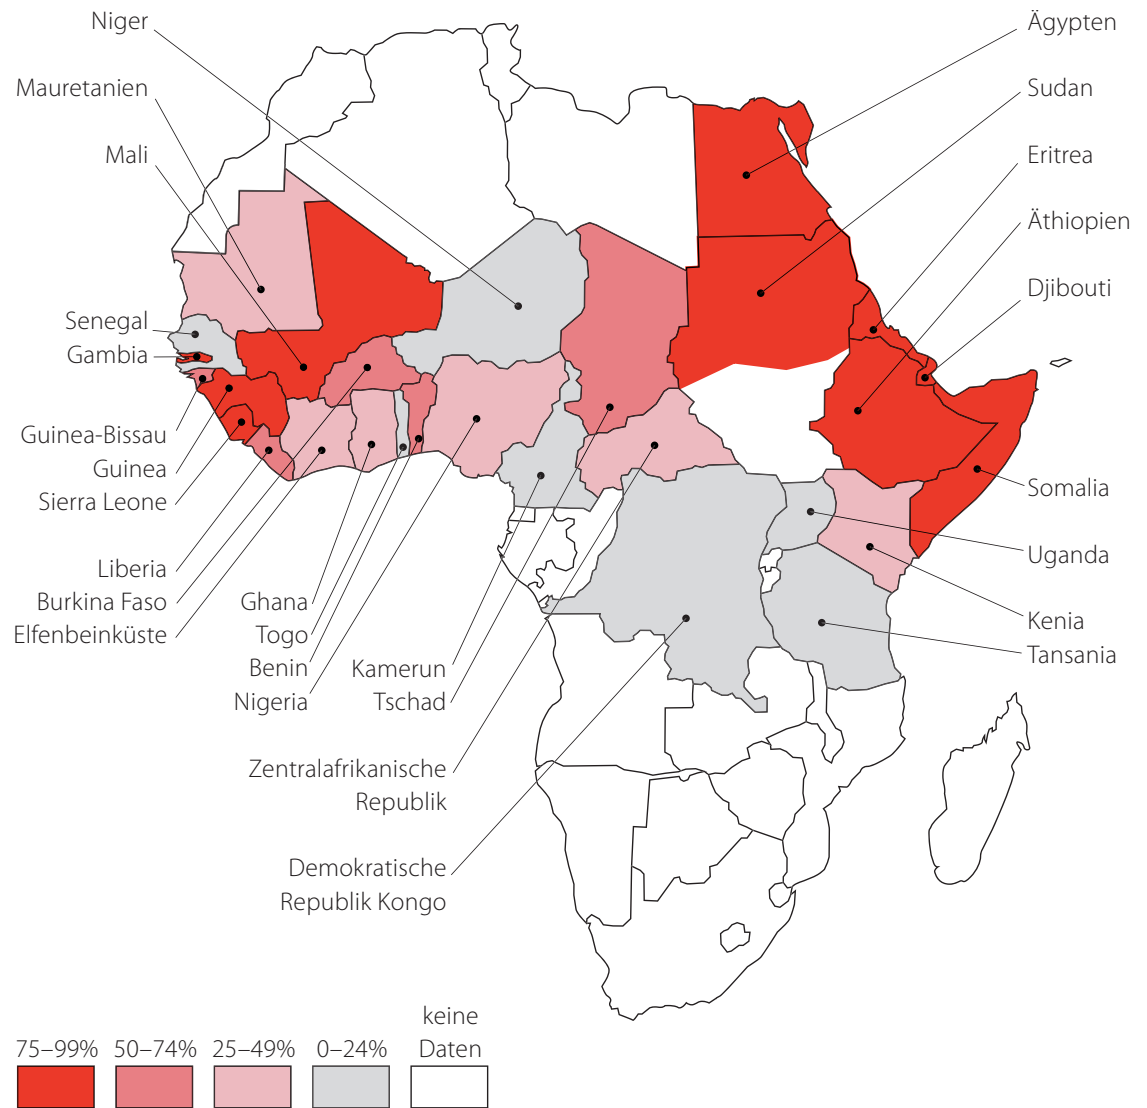 Niger
Mauretanien
Mali
Senegal
Gambia
Guinea-Bissau
Guinea
Sierra Leone
Liberia
Burkina Faso
Elfenbeinküste
Ghana
Togo
Benin
Nigeria
Kamerun
Tschad
Zentralafrikanische
Republik
Demokratische
Republik Kongo
Ägypten
Sudan
Eritrea
Äthiopien
Djibouti
Somalia
Uganda
Kenia
Tansania
75–99%
50–74%
25–49%
0–24%
keine
Daten